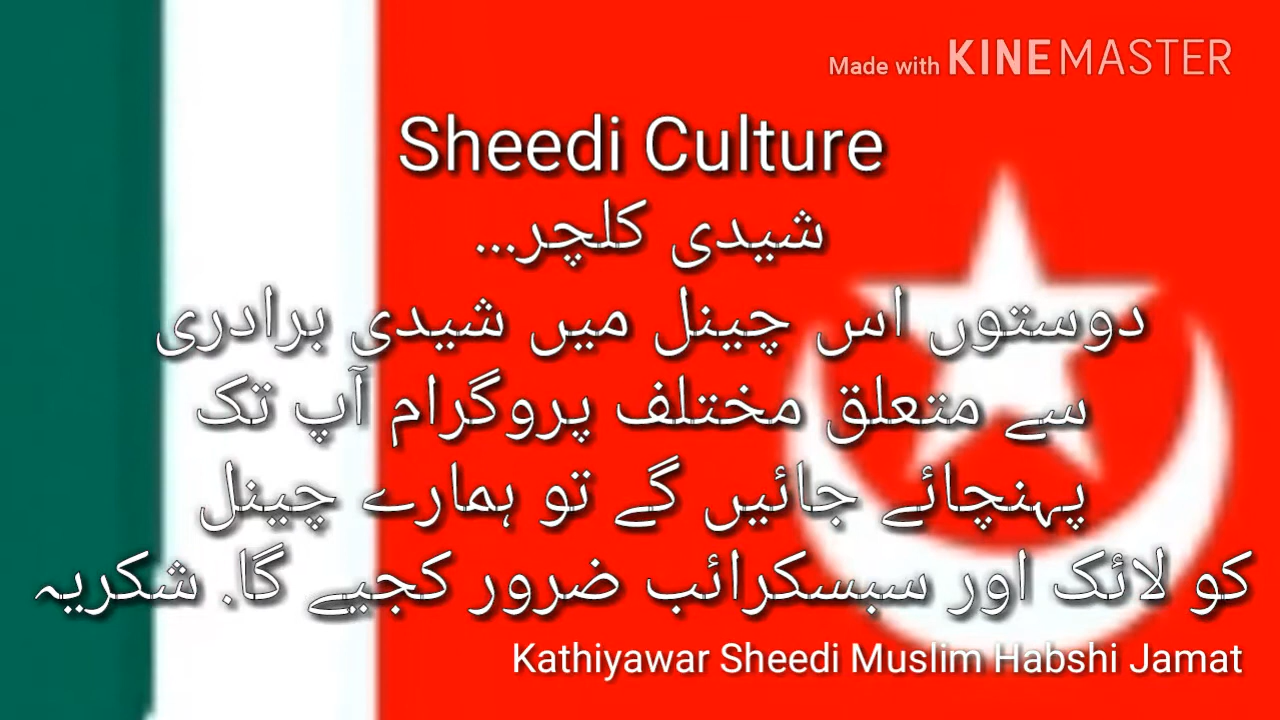 Made with KINEMASTER
Sheedi Culture
شیدی کلچر...
دوستوں اس چینل میں شیدی برادری
سے متعلق مختلف پروگرام آپ تک
پہنچائے جائیں گے تو ہمارے چینل
کو لائک اور سبسکرائب ضرور کجیے گا. شکریہ
Kathiyawar Sheedi Muslim Habshi Jamat